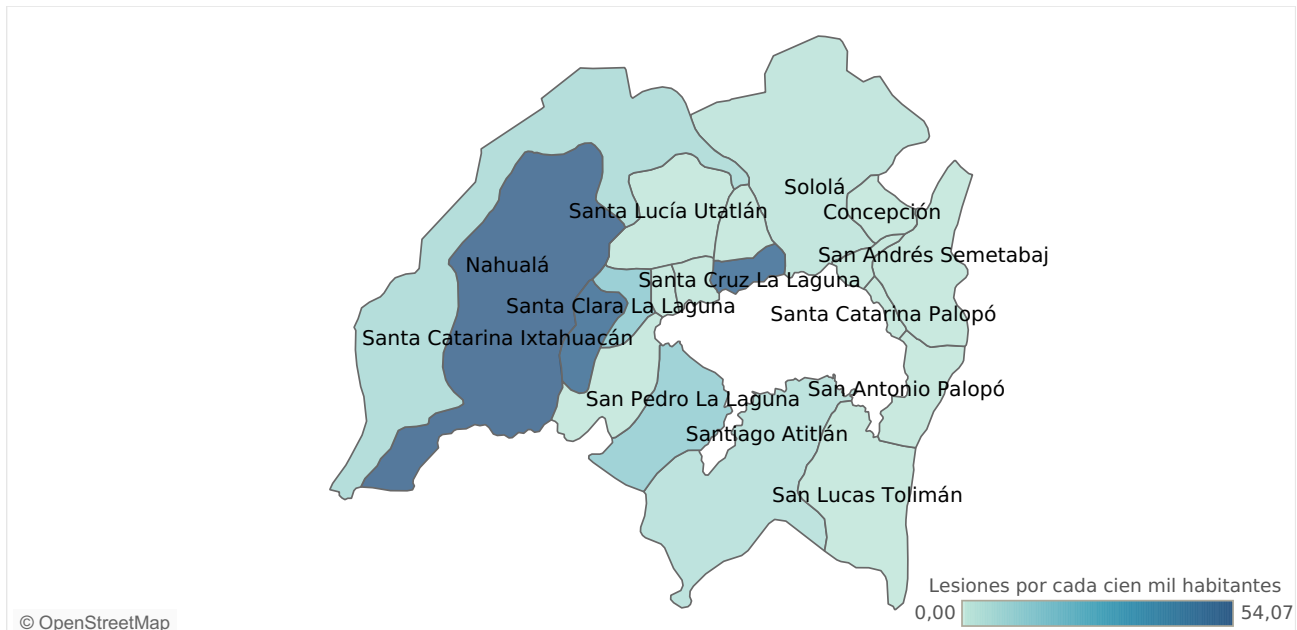 Sololá
Santa Lucía Utatlán
Concepción
San Andrés Semetabaj
Nahualá
Santa Cruz La Laguna
Santa Clara La Laguna
Santa Catarina Palopó
Santa Catarina Ixtahuacán
San Antonio Palopó
San Pedro La Laguna
Santiago Atitlán
San Lucas Tolimán
Lesiones por cada cien mil habitantes
0,00 54,07
© OpenStreetMap